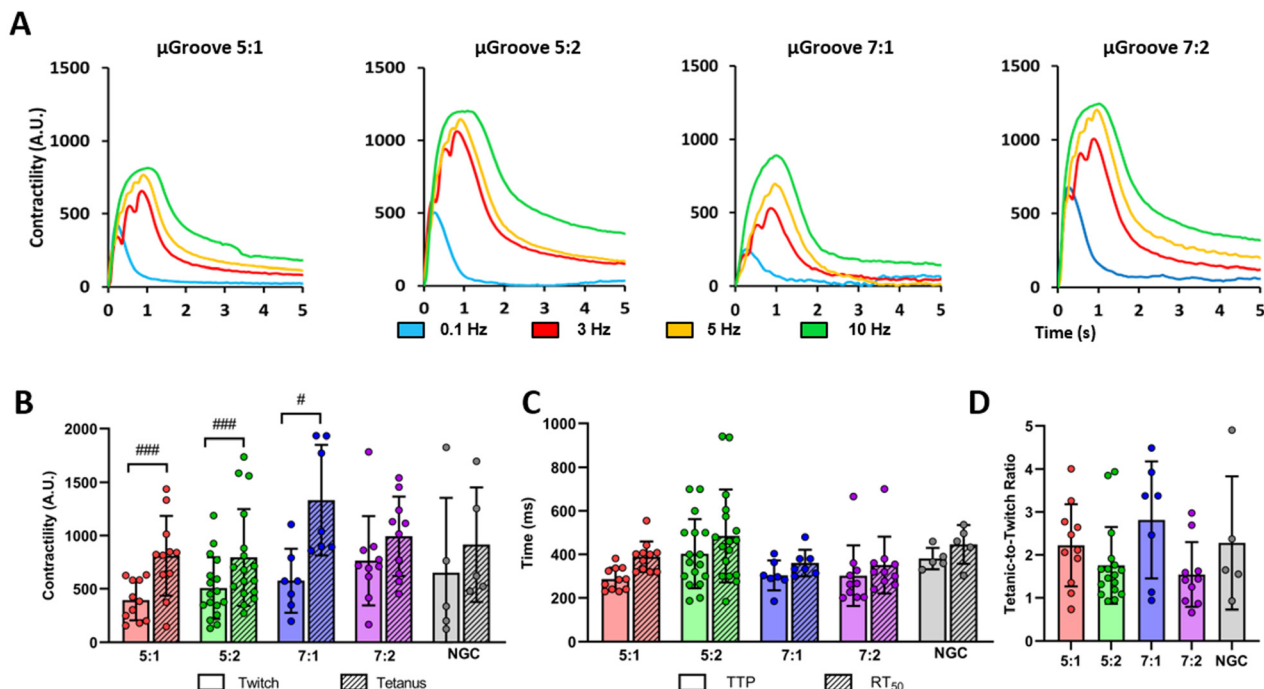 A
µGroove 5:1
µGroove 5:2
µGroove 7:1
µGroove 7:2
Contractility (A.U.)
1500
1000
500
0
0 1 2 3 4 5
1500
1000
500
0
0 1 2 3 4 5
1500
1000
500
0
0 1 2 3 4 5
1500
1000
500
0
0 1 2 3 4 5
Time (s)
0.1 Hz
3 Hz
5 Hz
10 Hz
B
Contractility (A.U.)
2000
1500
1000
500
0
###
###
#
5:1 5:2 7:1 7:2 NGC
Twitch
Tetanus
C
Time (ms)
1000
800
600
400
200
0
5:1 5:2 7:1 7:2 NGC
TTP
RT50
D
Tetanic-to-Twitch Ratio
5
4
3
2
1
0
5:1 5:2 7:1 7:2 NGC